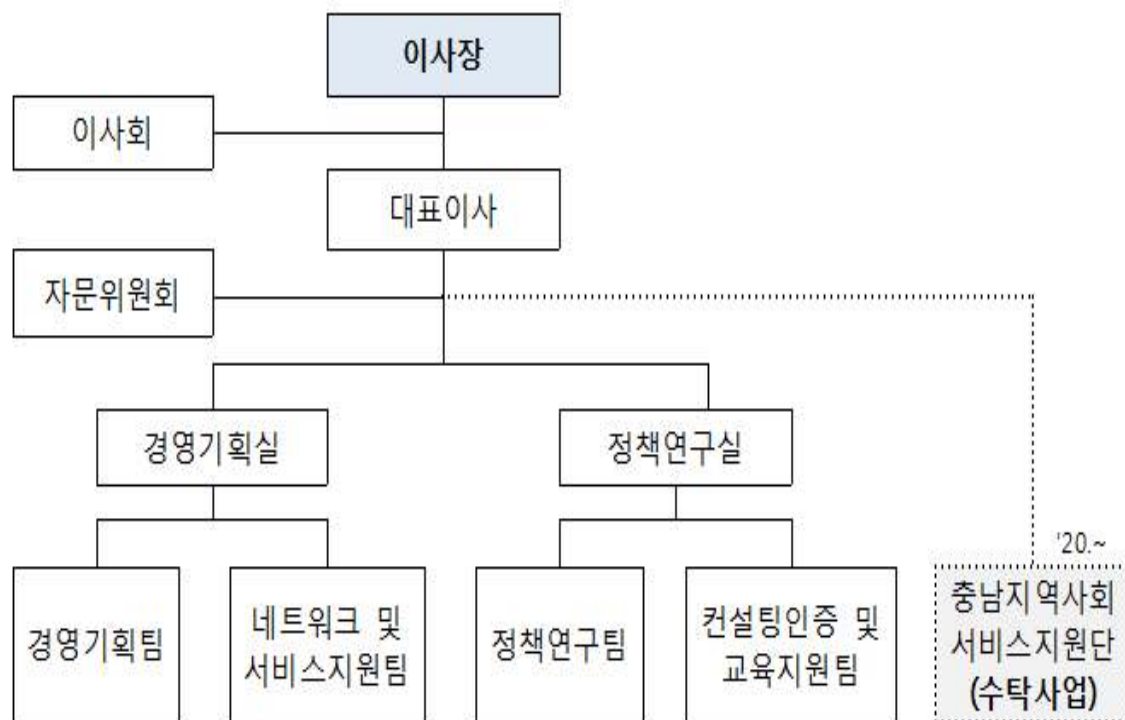 이사장
이사회
대표이사
자문위원회
경영기획실
정책연구실
'20.~
경영기획팀
네트워크 및
서비스지원팀
정책연구팀
컨설팅인증 및
교육지원팀
충남지역사회
서비스지원단
(수탁사업)